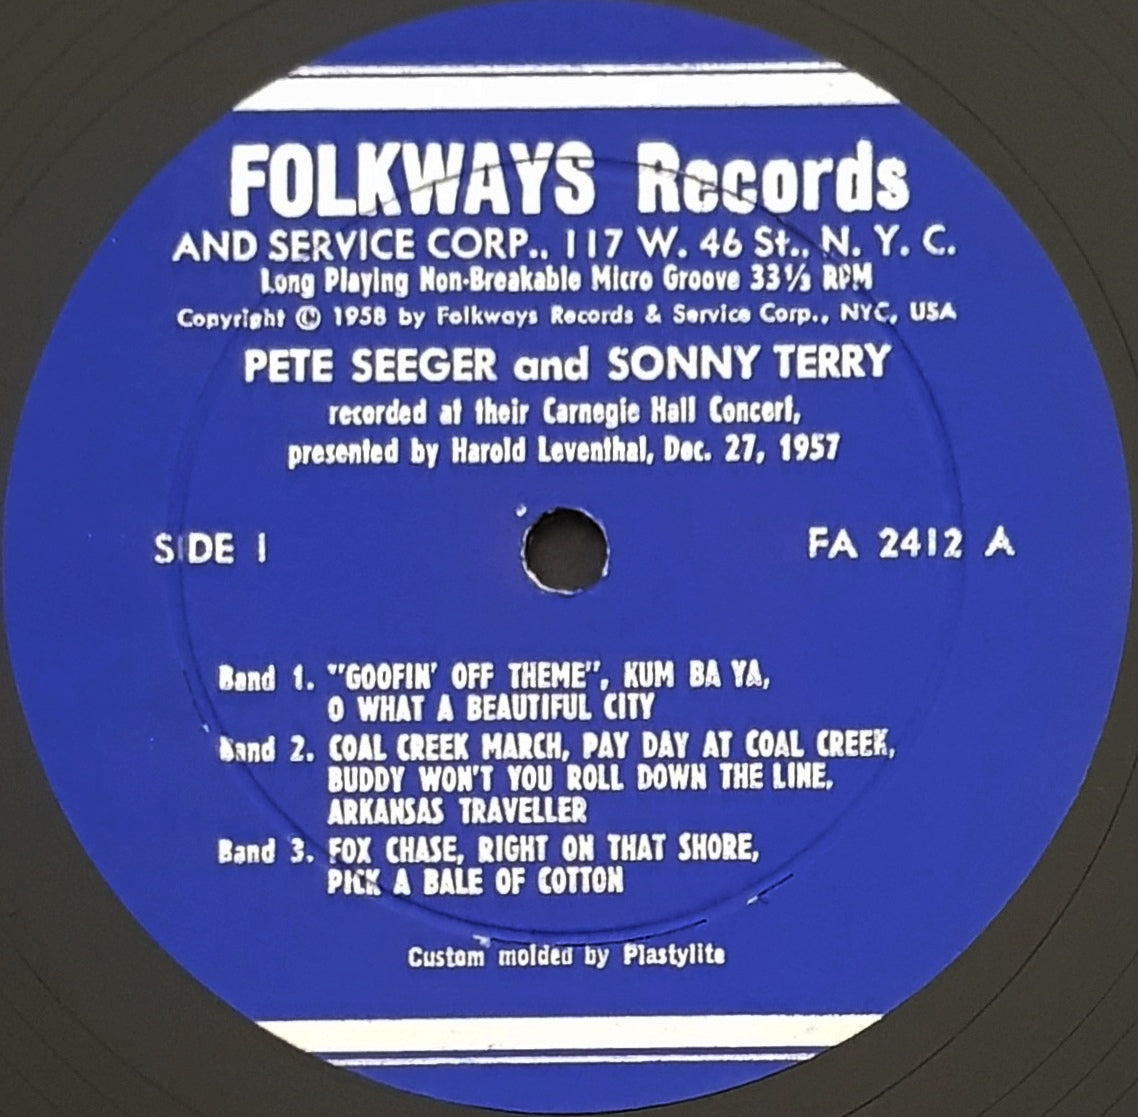 FOLKWAYS Records
AND SERVICE CORP., 117 W. 46 St., N. Y. C.
Long Playing Non-Breakable Micro Groove 33⅓ RPM
Copyright © 1958 by Folkways Records & Service Corp., NYC, USA
PETE SEEGER and SONNY TERRY
recorded at their Carnegie Hall Concert,
presented by Harold Leventhal, Dec. 27, 1957
SIDE 1 FA 2412 A
Band 1. "GOOFIN' OFF THEME", KUM BA YA,
O WHAT A BEAUTIFUL CITY
Band 2. COAL CREEK MARCH, PAY DAY AT COAL CREEK,
BUDDY WON'T YOU ROLL DOWN THE LINE,
ARKANSAS TRAVELLER
Band 3. FOX CHASE, RIGHT ON THAT SHORE,
PICK A BALE OF COTTON
Custom molded by Plastylite